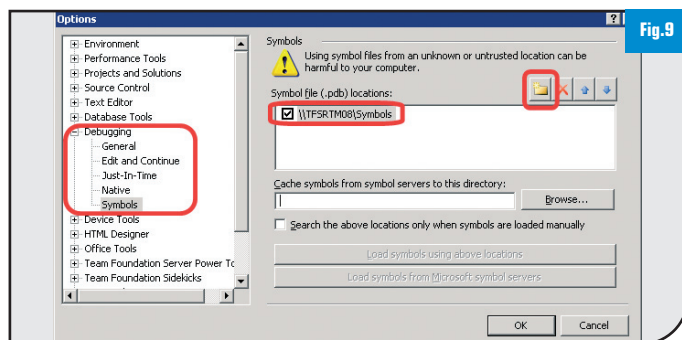 Options
Fig.9
Environment
Performance Tools
Projects and Solutions
Source Control
Text Editor
Database Tools
Debugging
General
Edit and Continue
Just-In-Time
Native
Symbols
Device Tools
HTML Designer
Office Tools
Team Foundation Server Power To
Team Foundation Sidekicks
Symbols
Using symbol files from an unknown or untrusted location can be
harmful to your computer.
Symbol file (.pdb) locations:
\\TFSRTM08\Symbols
Cache symbols from symbol servers to this directory:
Browse...
Search the above locations only when symbols are loaded manually
Load symbols using above locations
Load symbols from Microsoft symbol servers
OK Cancel